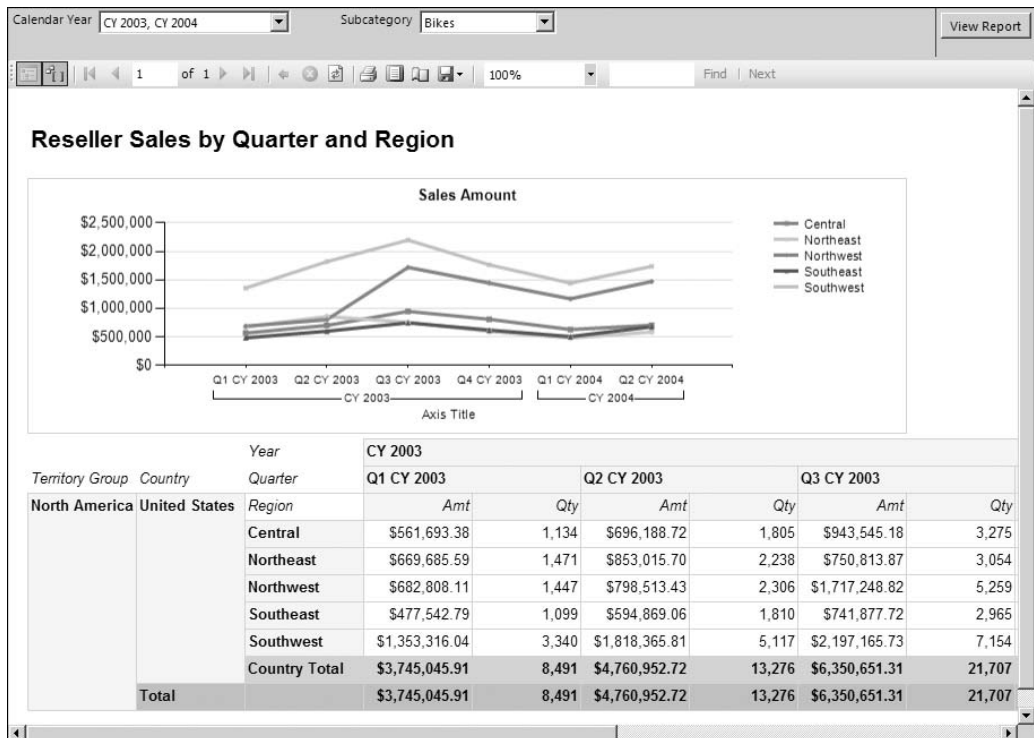 Calendar Year CY 2003, CY 2004 Subcategory Bikes View Report
1 of 1 100% Find | Next
Reseller Sales by Quarter and Region
Sales Amount
$2,500,000
$2,000,000
$1,500,000
$1,000,000
$500,000
$0
Central
Northeast
Northwest
Southeast
Southwest
Q1 CY 2003 Q2 CY 2003 Q3 CY 2003 Q4 CY 2003 Q1 CY 2004 Q2 CY 2004
CY 2003 CY 2004
Axis Title
Year CY 2003
Territory Group Country Quarter Q1 CY 2003 Q2 CY 2003 Q3 CY 2003
North America United States Region Amt Qty Amt Qty Amt Qty
Central $561,693.38 1,134 $696,188.72 1,805 $943,545.18 3,275
Northeast $669,685.59 1,471 $853,015.70 2,238 $750,813.87 3,054
Northwest $682,808.11 1,447 $798,513.43 2,306 $1,717,248.82 5,259
Southeast $477,542.79 1,099 $594,869.06 1,810 $741,877.72 2,965
Southwest $1,353,316.04 3,340 $1,818,365.81 5,117 $2,197,165.73 7,154
Country Total $3,745,045.91 8,491 $4,760,952.72 13,276 $6,350,651.31 21,707
Total $3,745,045.91 8,491 $4,760,952.72 13,276 $6,350,651.31 21,707